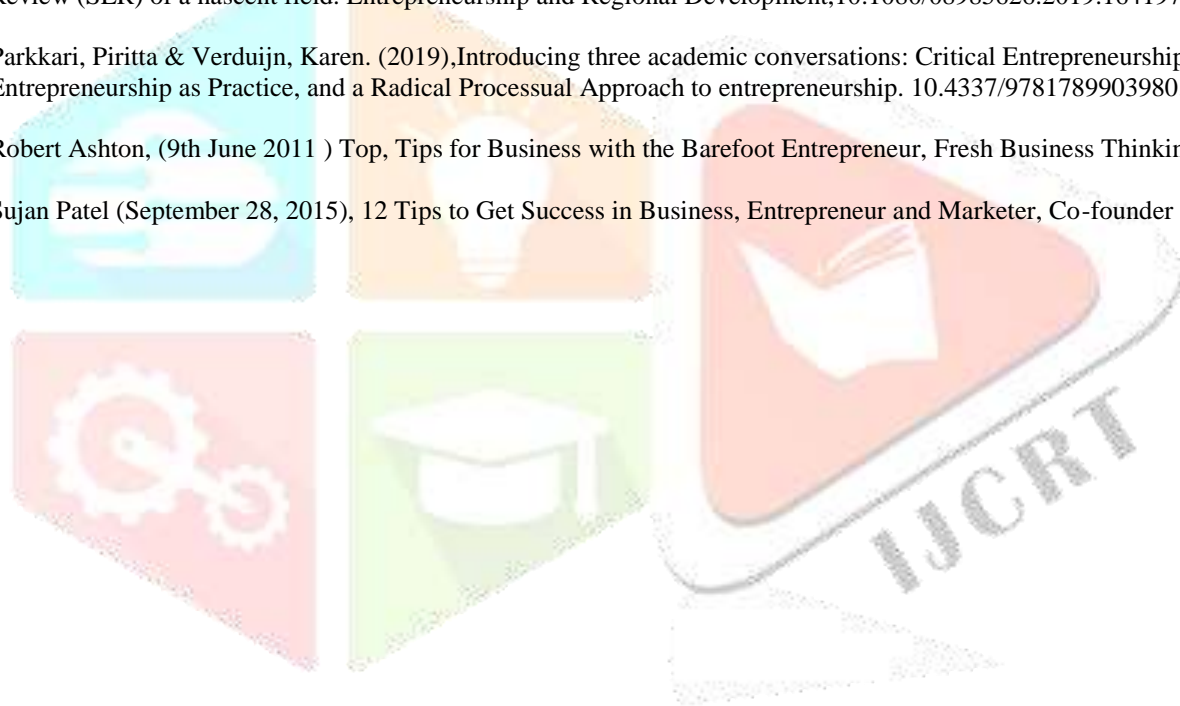 Review (SLR) of a nascent field. Entrepreneurship and Regional Development,10.1080/08985626.2019.164197
Parkkari, Piritta & Verduijn, Karen. (2019),Introducing three academic conversations: Critical Entrepreneurship
Entrepreneurship as Practice, and a Radical Processual Approach to entrepreneurship. 10.4337/9781789903980
Robert Ashton, (9th June 2011 ) Top, Tips for Business with the Barefoot Entrepreneur, Fresh Business Thinkin
Sujan Patel (September 28, 2015), 12 Tips to Get Success in Business, Entrepreneur and Marketer, Co-founder
IJCRT